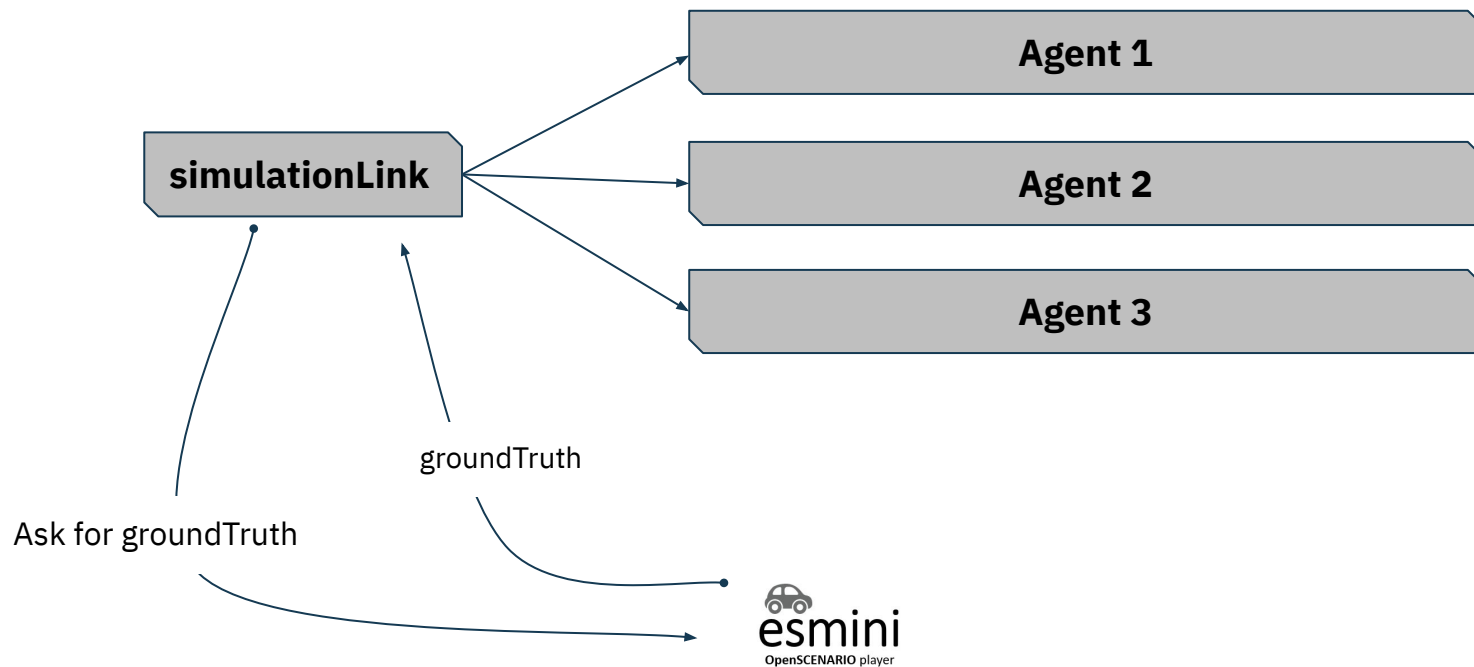 Agent 1
simulationLink
Agent 2
Agent 3
groundTruth
Ask for groundTruth
esmini
OpenSCENARIO player